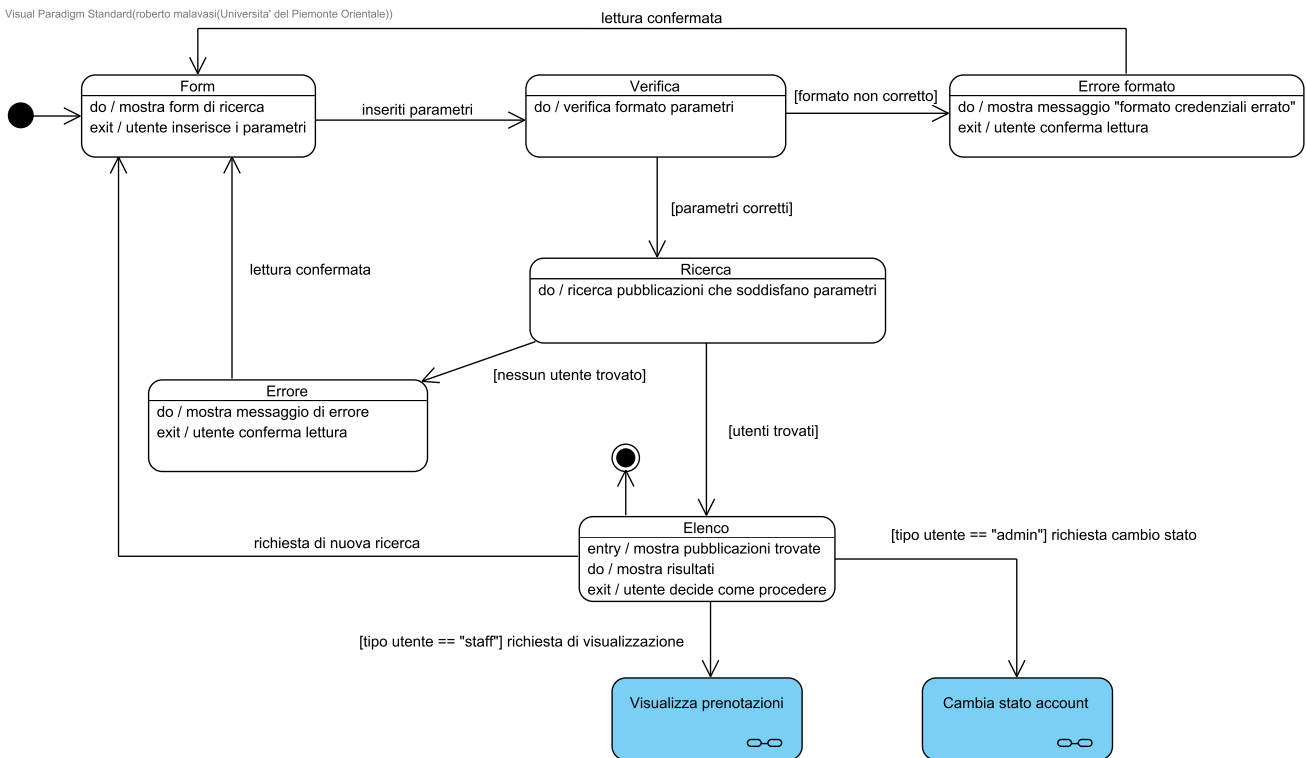 Visual Paradigm Standard(roberto malavasi(Universita' del Piemonte Orientale))
lettura confermata
Form
do / mostra form di ricerca
exit / utente inserisce i parametri
inseriti parametri
Verifica
do / verifica formato parametri
[formato non corretto]
Errore formato
do / mostra messaggio "formato credenziali errato"
exit / utente conferma lettura
[parametri corretti]
lettura confermata
Ricerca
do / ricerca pubblicazioni che soddisfano parametri
[nessun utente trovato]
Errore
do / mostra messaggio di errore
exit / utente conferma lettura
[utenti trovati]
richiesta di nuova ricerca
Elenco
entry / mostra pubblicazioni trovate
do / mostra risultati
exit / utente decide come procedere
[tipo utente == "admin"] richiesta cambio stato
[tipo utente == "staff"] richiesta di visualizzazione
Visualizza prenotazioni
Cambia stato account